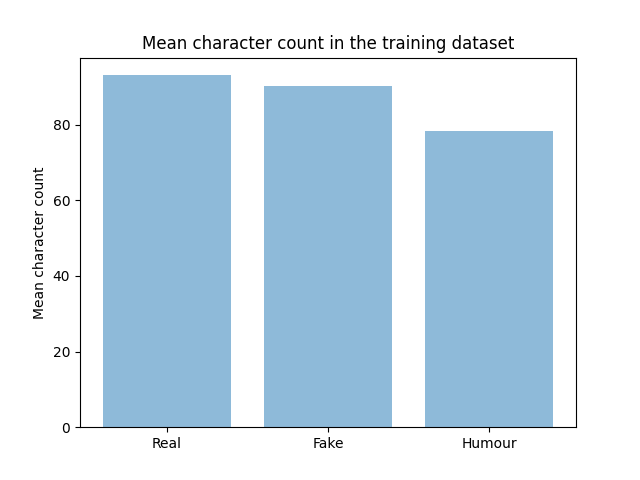 Mean character count in the training dataset
Mean character count
80
60
40
20
0
Real Fake Humour